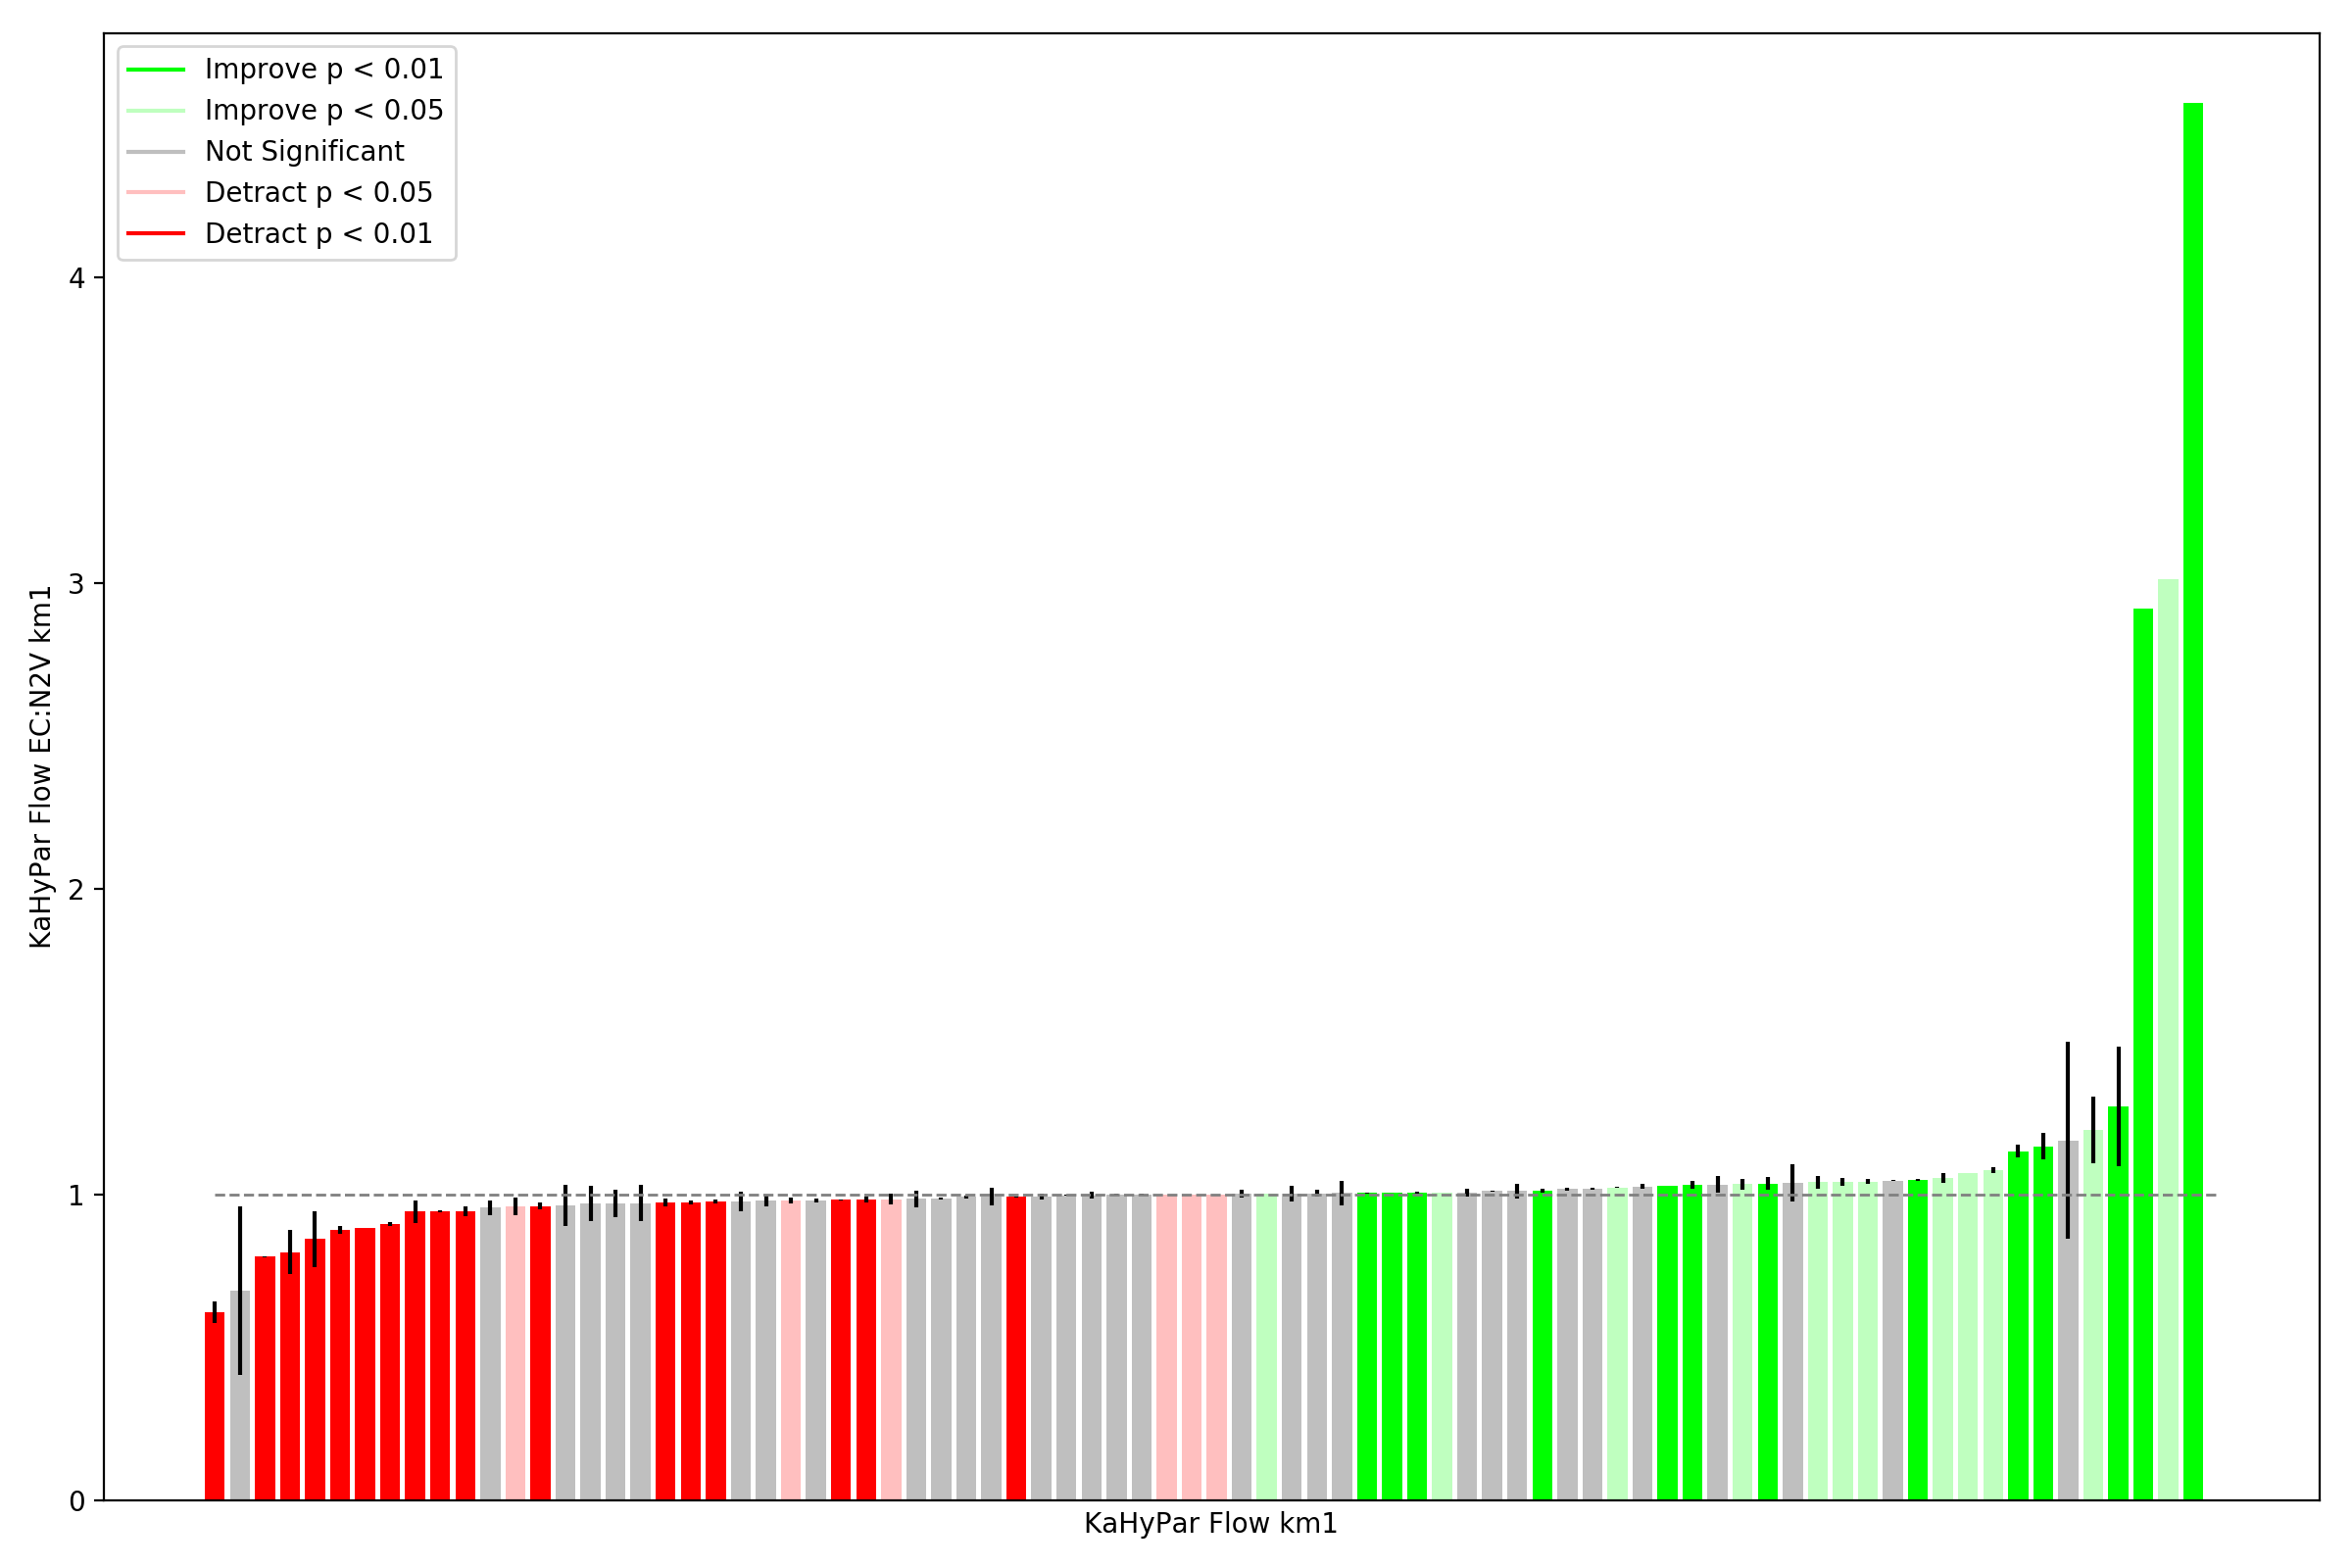 Improve p < 0.01
Improve p < 0.05
Not Significant
Detract p < 0.05
Detract p < 0.01
4
3
2
1
0
KaHyPar Flow EC:N2V km1
KaHyPar Flow km1